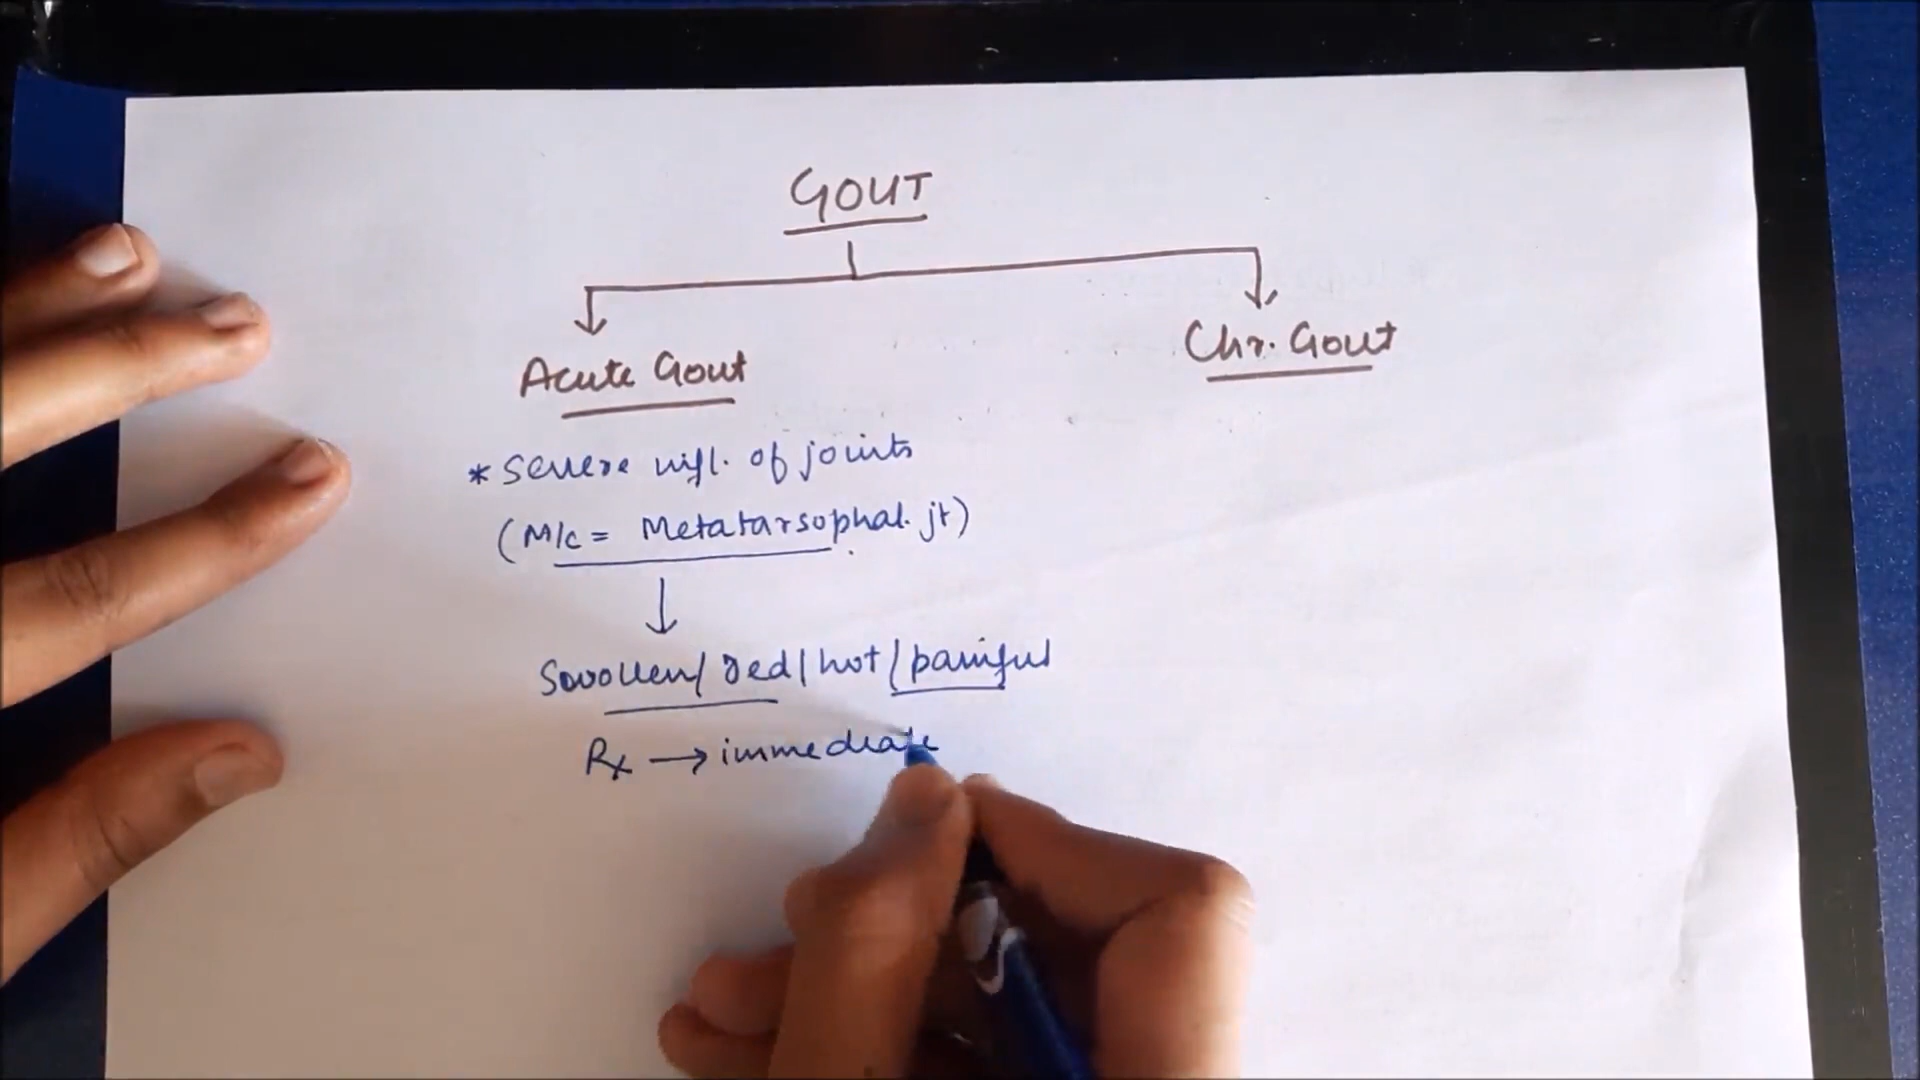 GOUT
Acute Gout
Chr. Gout
* Severe infl. of joints
(M/c = Metatarsophal. jt)
Swollen/red/hot/painful
Rx → immediate